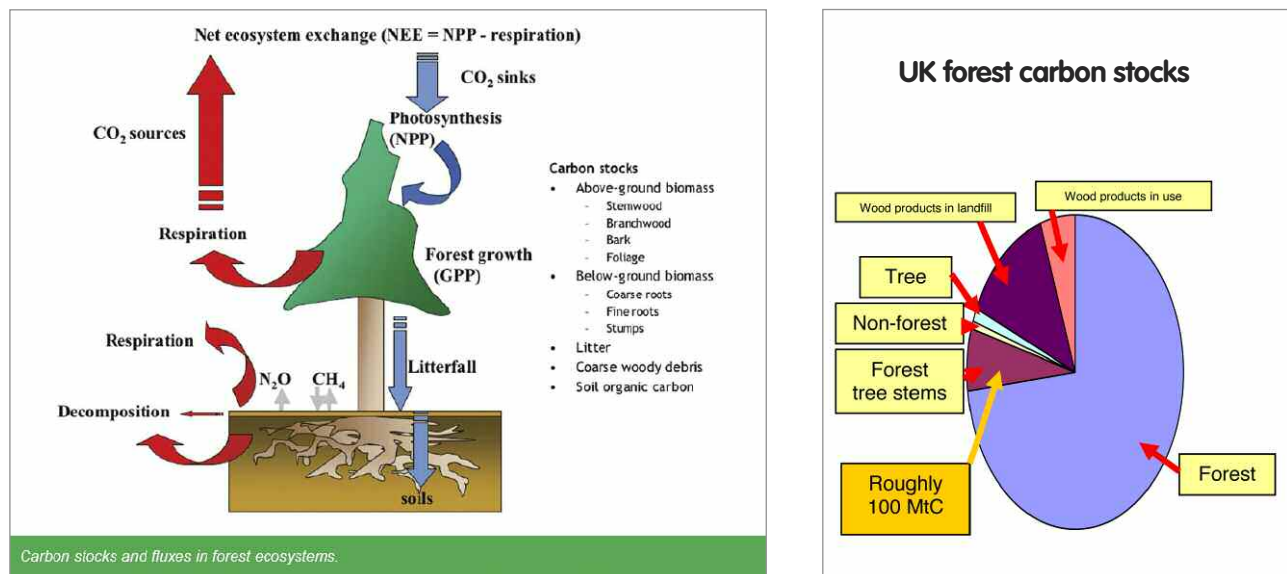 Net ecosystem exchange (NEE = NPP - respiration)
CO₂ sinks
CO₂ sources
Photosynthesis
(NPP)
Respiration
Forest growth
(GPP)
Respiration
N₂O
CH₄
Litterfall
Decomposition
soils
Carbon stocks
• Above-ground biomass
- Stemwood
- Branchwood
- Bark
- Foliage
• Below-ground biomass
- Coarse roots
- Fine roots
- Stumps
• Litter
• Coarse woody debris
• Soil organic carbon
Carbon stocks and fluxes in forest ecosystems.
UK forest carbon stocks
Wood products in use
Wood products in landfill
Tree
Non-forest
Forest
tree stems
Roughly
100 MtC
Forest